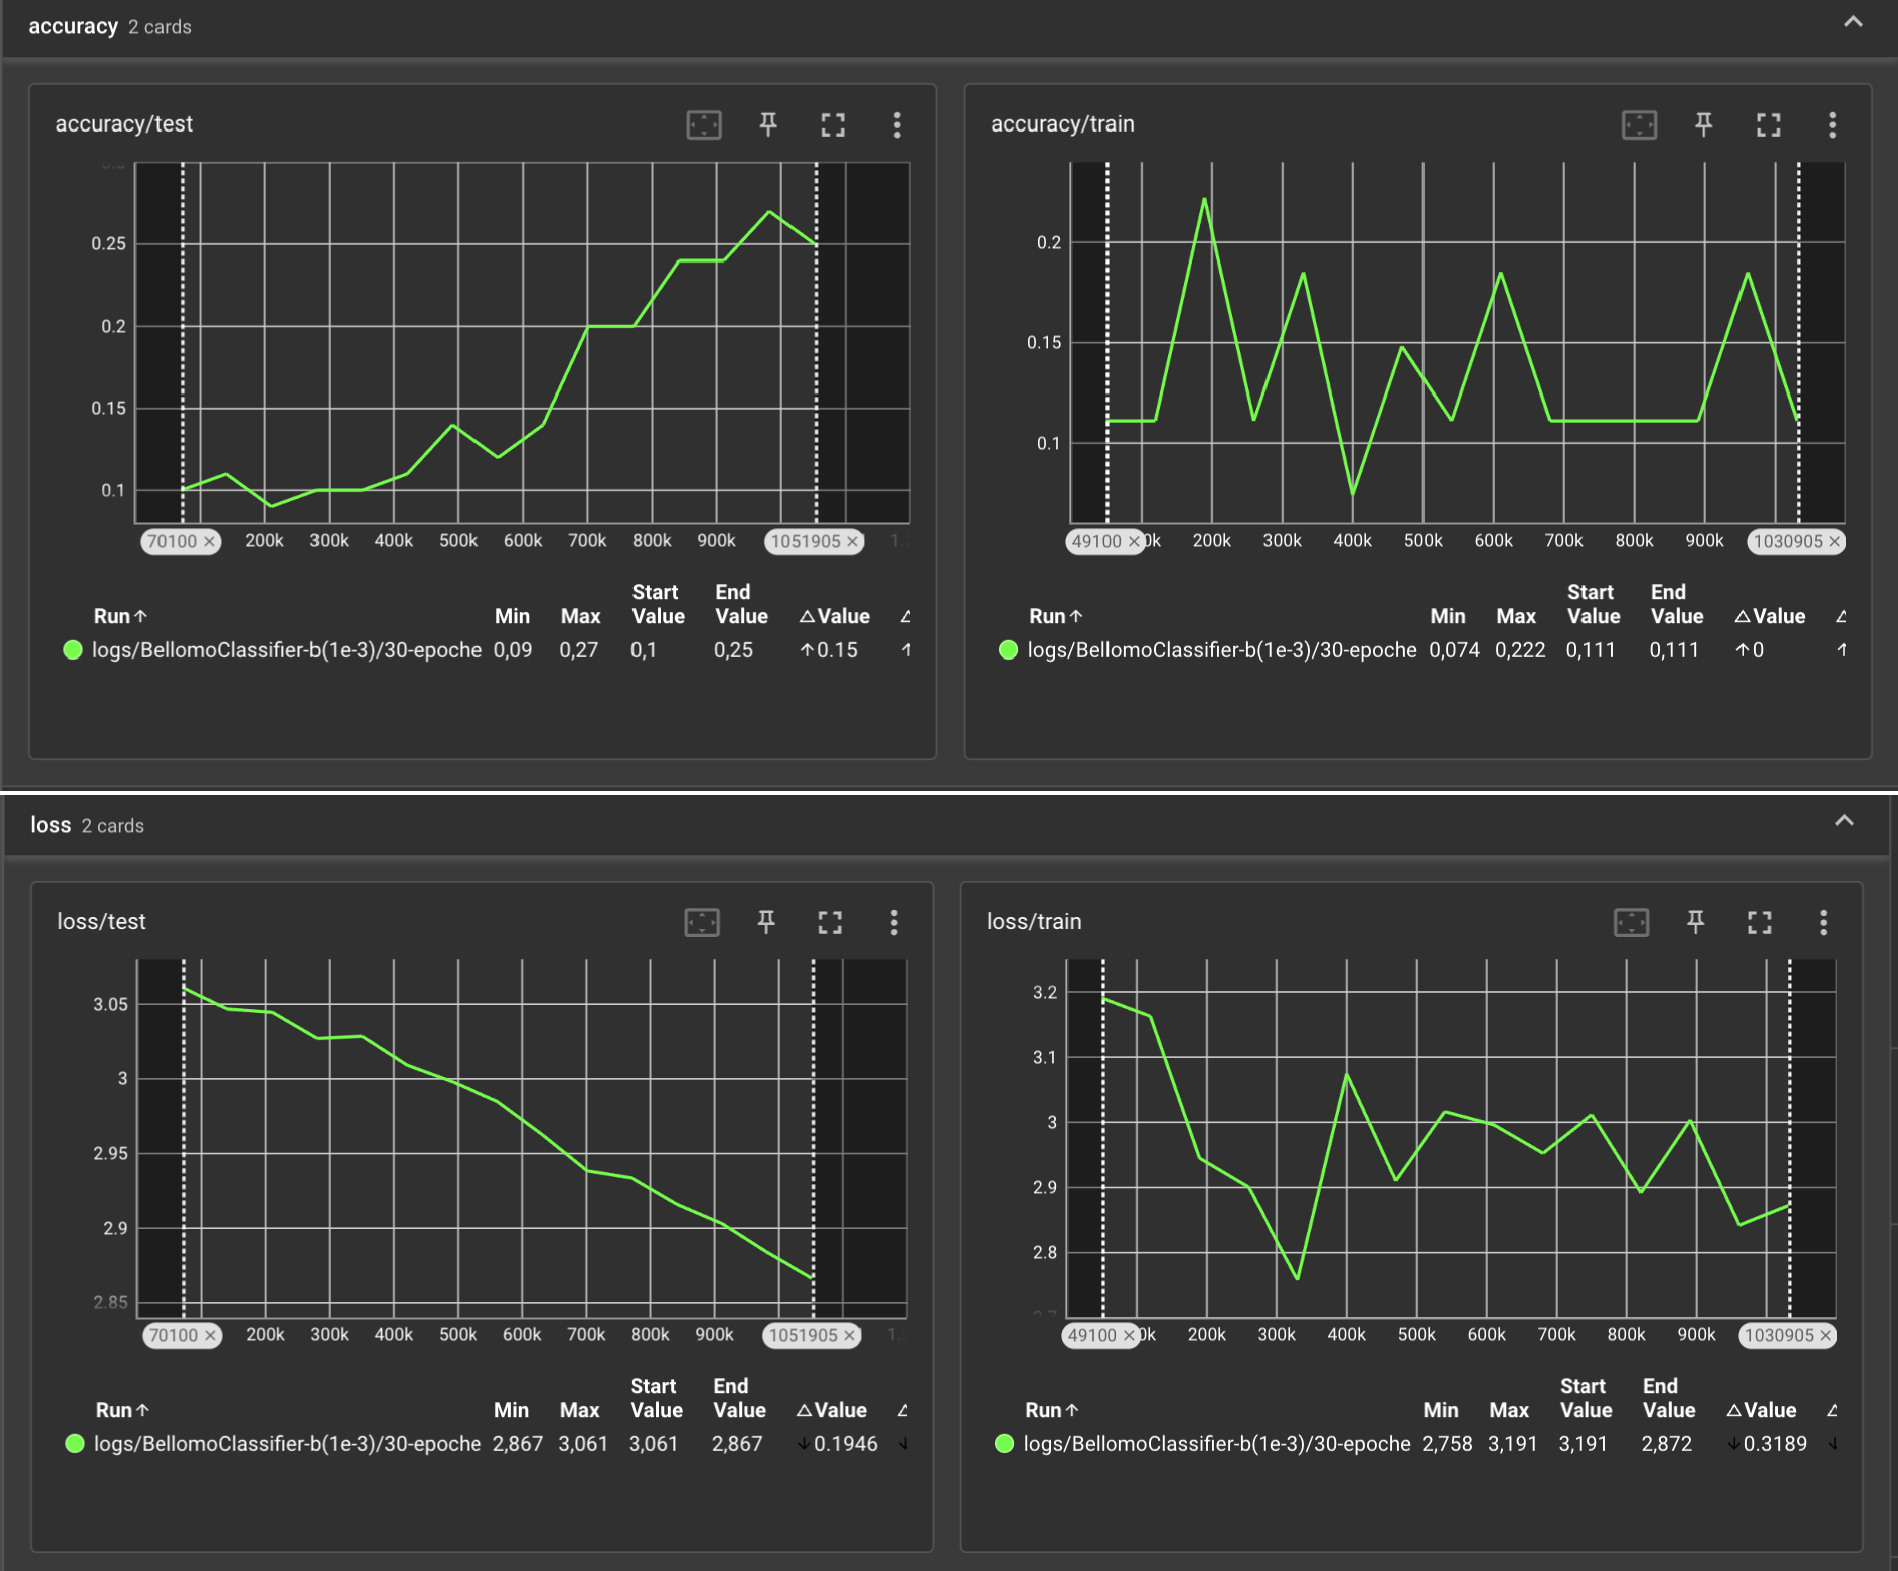 accuracy 2 cards
accuracy/test
0.25
0.2
0.15
0.1
70100 × 200k 300k 400k 500k 600k 700k 800k 900k 1051905 ×
Run↑ Min Max Start Value End Value △Value △
logs/BellomoClassifier-b(1e-3)/30-epoche 0,09 0,27 0,1 0,25 ↑0.15 ↑
accuracy/train
0.2
0.15
0.1
49100 × 0k 200k 300k 400k 500k 600k 700k 800k 900k 1030905 ×
Run↑ Min Max Start Value End Value △Value △
logs/BellomoClassifier-b(1e-3)/30-epoche 0,074 0,222 0,111 0,111 ↑0 ↑
loss 2 cards
loss/test
3.05
3
2.95
2.9
2.85
70100 × 200k 300k 400k 500k 600k 700k 800k 900k 1051905 ×
Run↑ Min Max Start Value End Value △Value △
logs/BellomoClassifier-b(1e-3)/30-epoche 2,867 3,061 3,061 2,867 ↓0.1946 ↓
loss/train
3.2
3.1
3
2.9
2.8
49100 × 0k 200k 300k 400k 500k 600k 700k 800k 900k 1030905 ×
Run↑ Min Max Start Value End Value △Value △
logs/BellomoClassifier-b(1e-3)/30-epoche 2,758 3,191 3,191 2,872 ↓0.3189 ↓